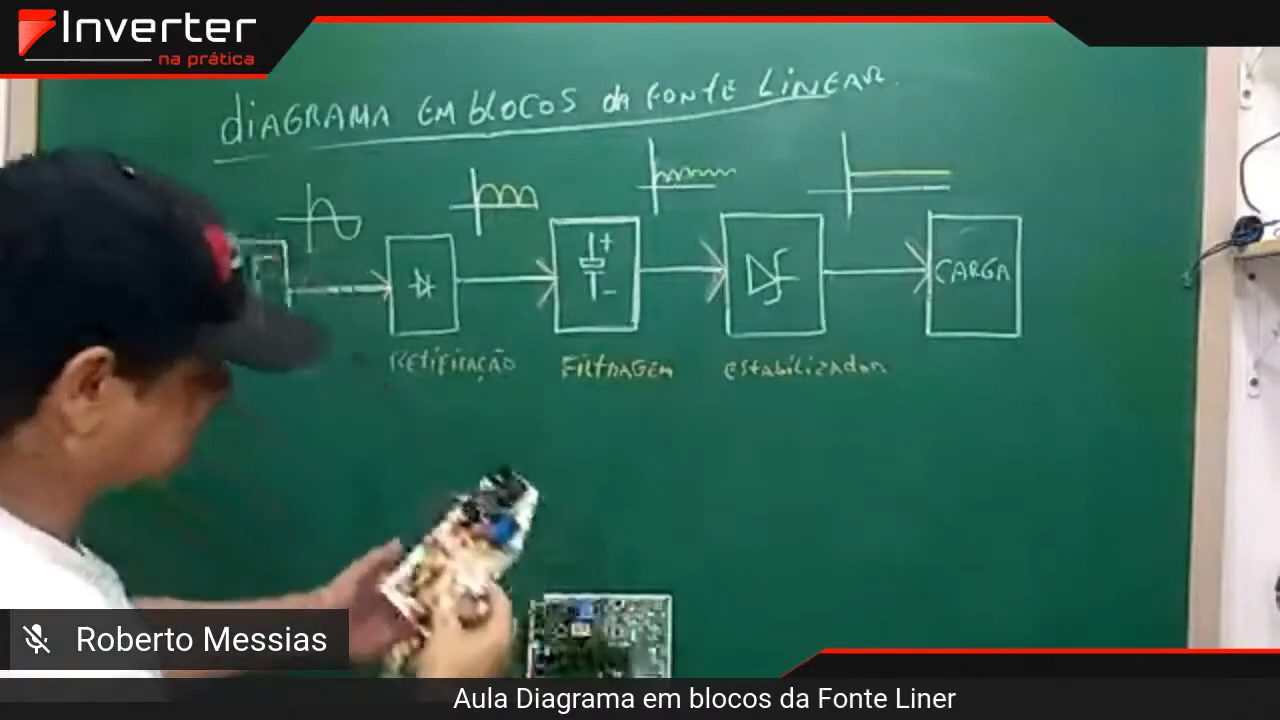 Inverter
na prática
diAGRAMA EM blOCOS da FONTE LINEAR
CARGA
REtiFiCAÇÃO
FiLtRAGEM
EStAbiLiZAdOR
Roberto Messias
Aula Diagrama em blocos da Fonte Liner